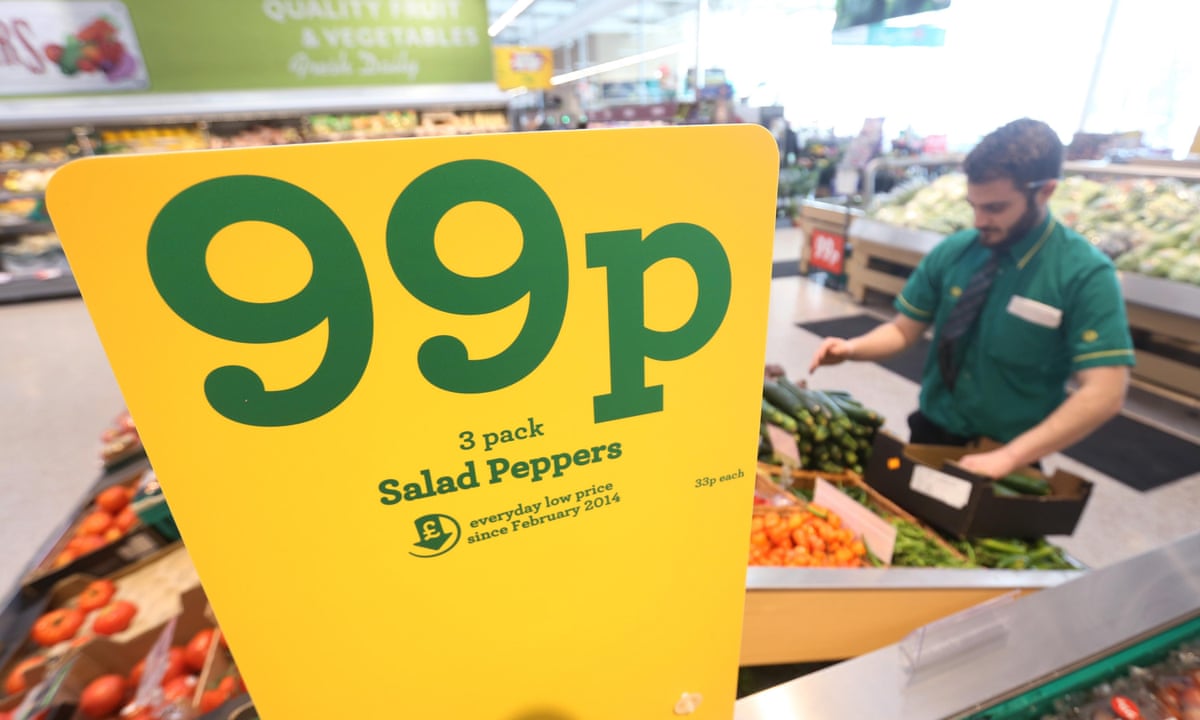 QUALITY FRUIT
& VEGETABLES
Fresh Daily
99p
3 pack
Salad Peppers
33p each
£
everyday low price
since February 2014
99p